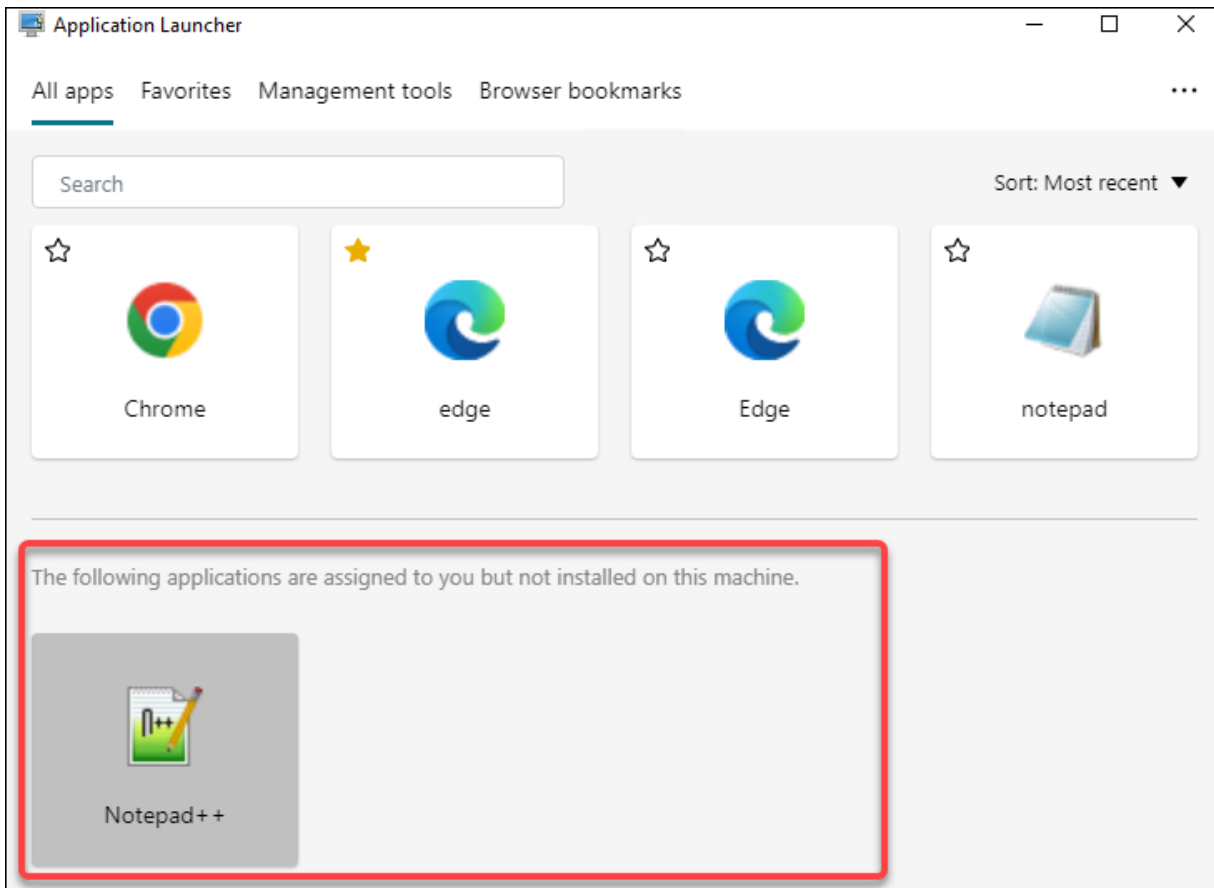 Application Launcher
All apps Favorites Management tools Browser bookmarks
Search
Sort: Most recent
Chrome
edge
Edge
notepad
The following applications are assigned to you but not installed on this machine.
n++
Notepad++